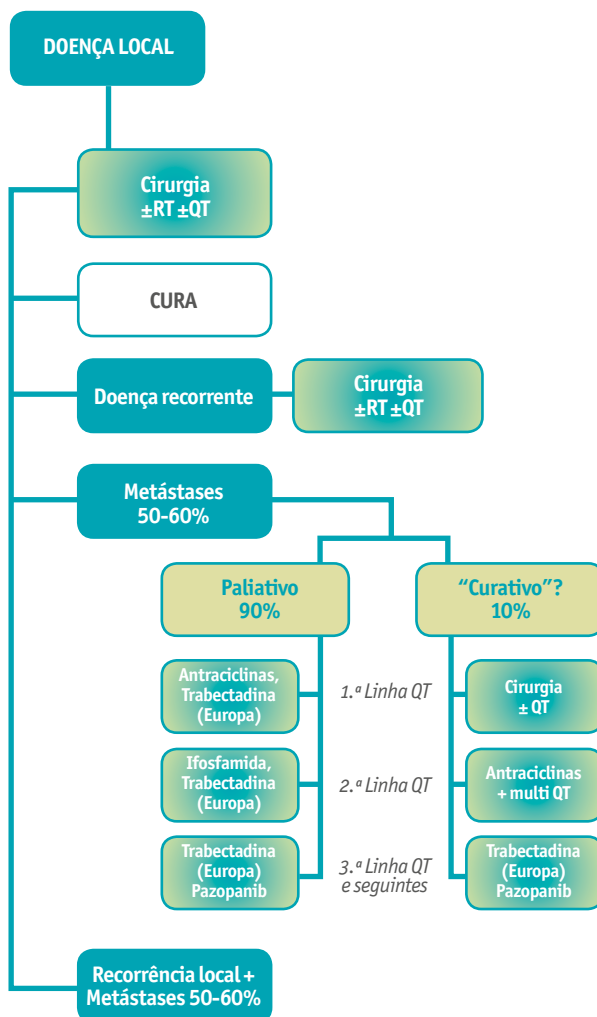 DOENÇA LOCAL
Cirurgia
±RT ±QT
CURA
Doença recorrente
Cirurgia
±RT ±QT
Metástases
50-60%
Paliativo
90%
“Curativo”?
10%
Antraciclinas,
Trabectadina
(Europa)
1.ª Linha QT
Cirurgia
± QT
Ifosfamida,
Trabectadina
(Europa)
2.ª Linha QT
Antraciclinas
+ multi QT
Trabectadina
(Europa)
Pazopanib
3.ª Linha QT
e seguintes
Trabectadina
(Europa)
Pazopanib
Recorrência local +
Metástases 50-60%